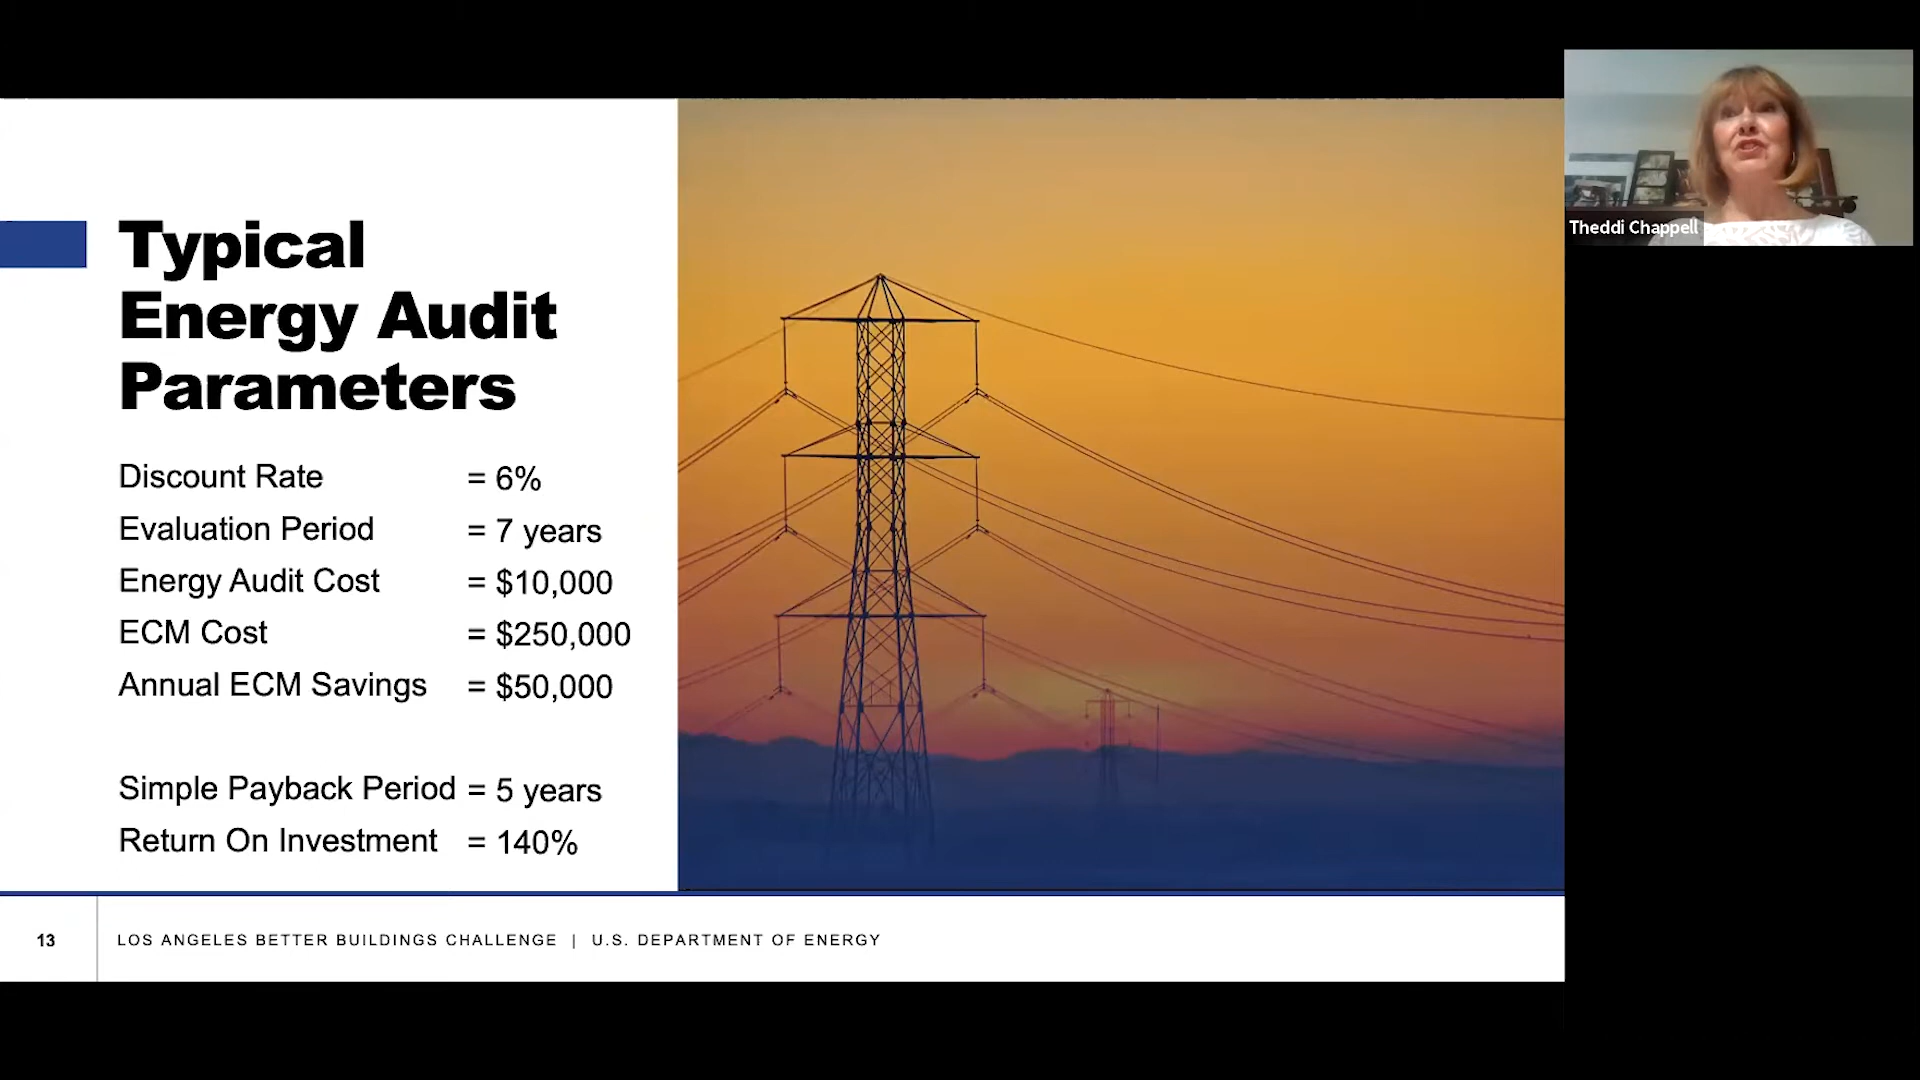 Typical
Energy Audit
Parameters
Discount Rate = 6%
Evaluation Period = 7 years
Energy Audit Cost = $10,000
ECM Cost = $250,000
Annual ECM Savings = $50,000
Simple Payback Period = 5 years
Return On Investment = 140%
13 LOS ANGELES BETTER BUILDINGS CHALLENGE | U.S. DEPARTMENT OF ENERGY
Theddi Chappell